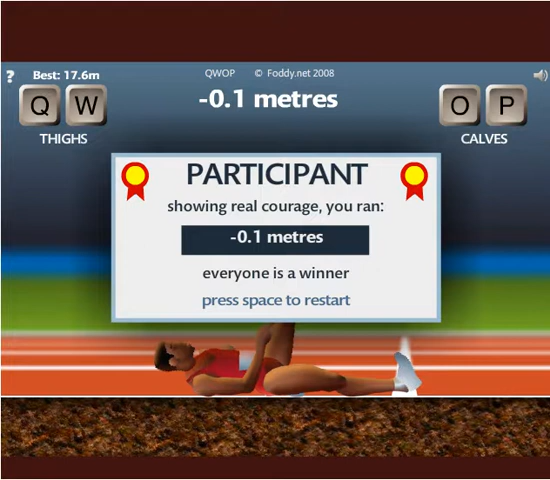 ? Best: 17.6m QWOP © Foddy.net 2008
Q W -0.1 metres O P
THIGHS CALVES
PARTICIPANT
showing real courage, you ran:
-0.1 metres
everyone is a winner
press space to restart